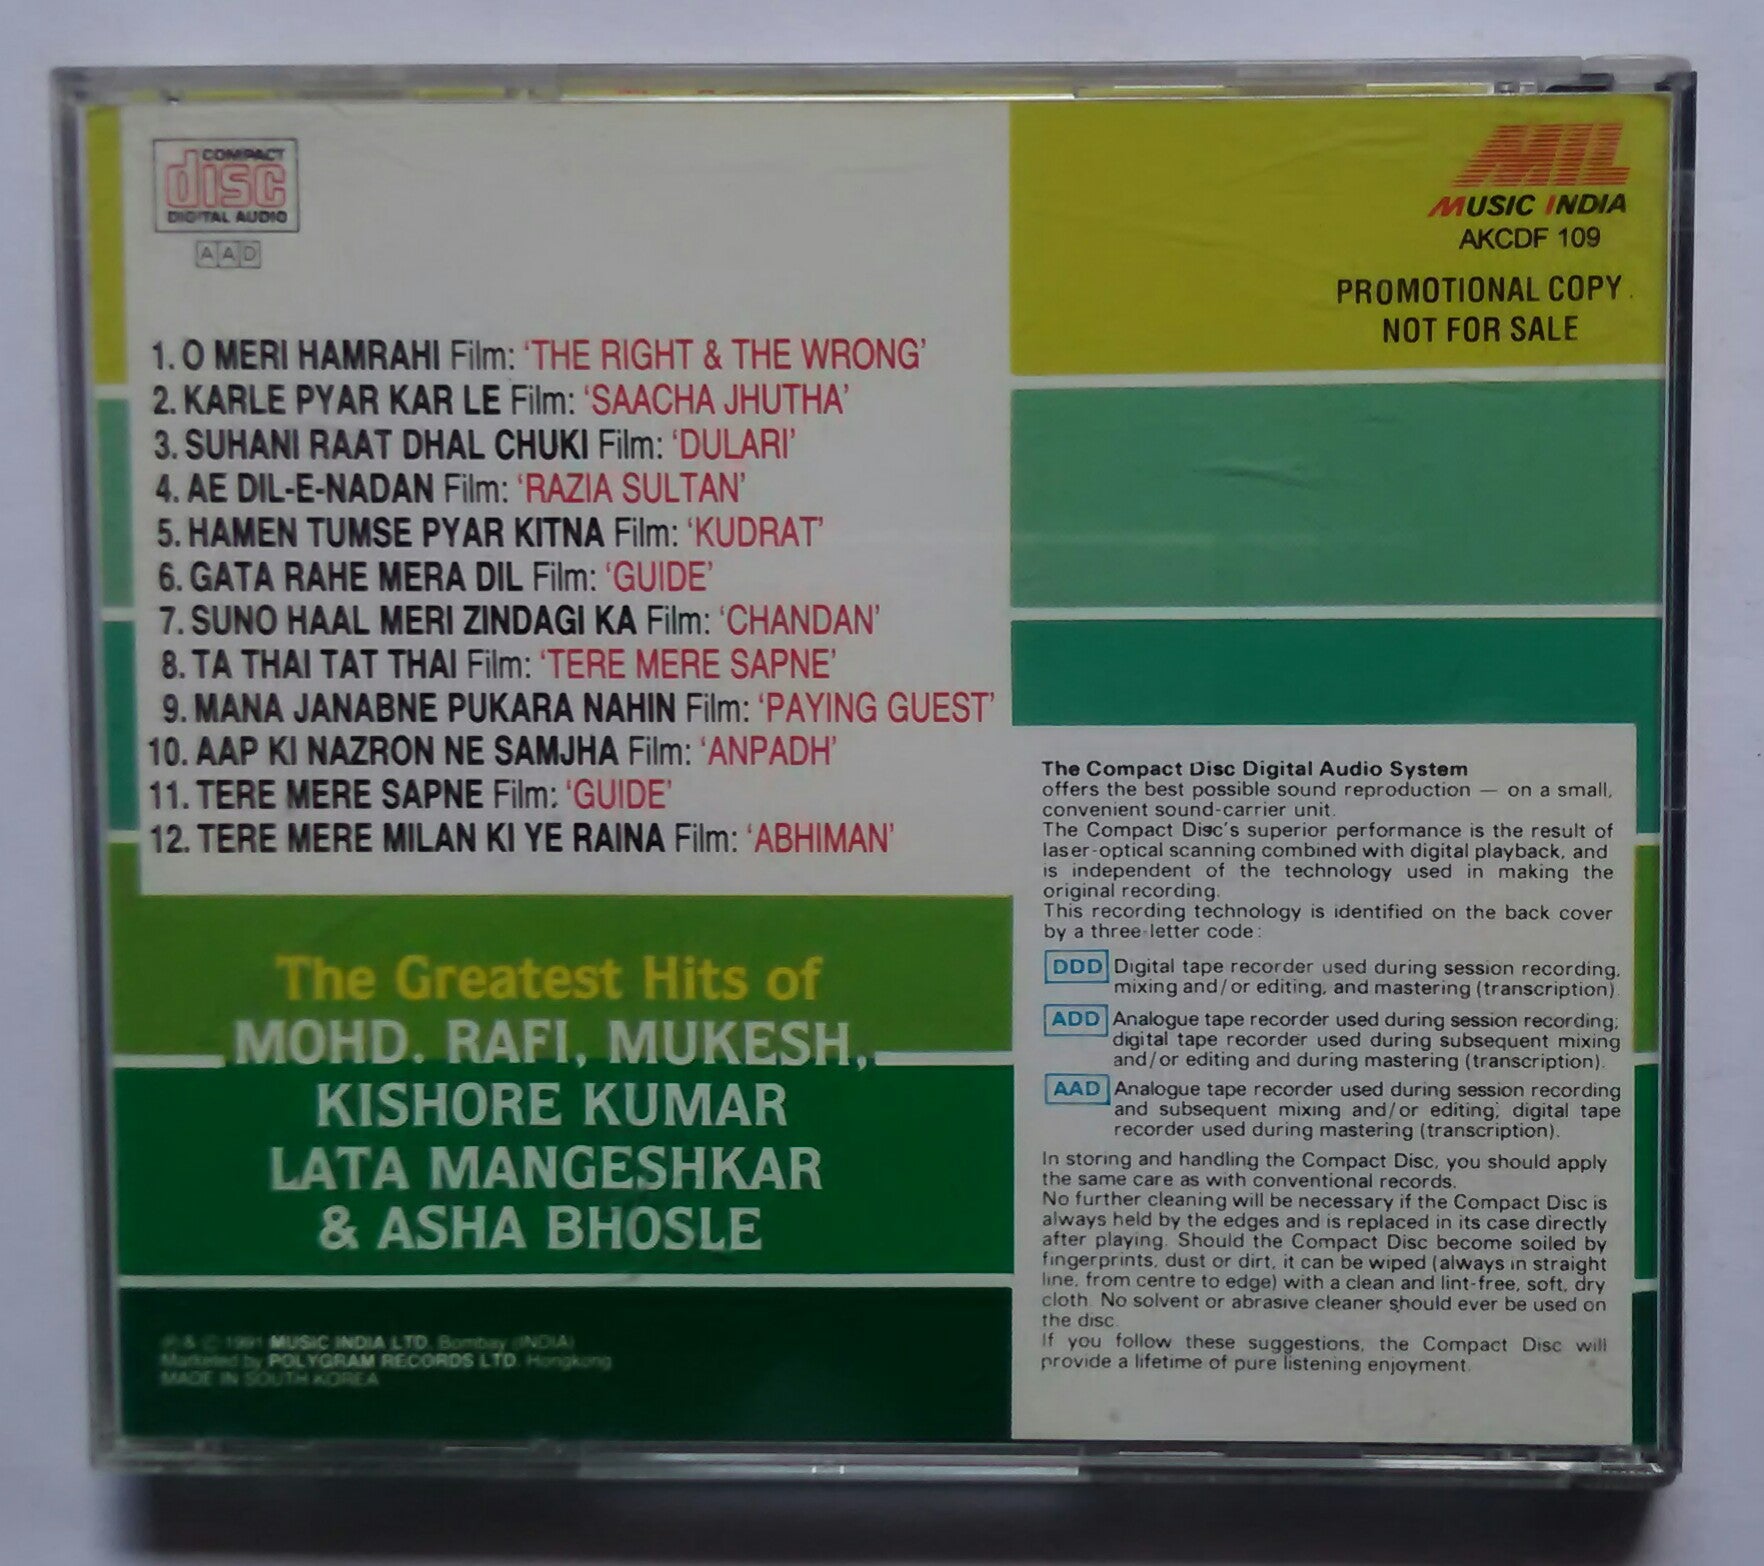 COMPACT
disc
DIGITAL AUDIO
AAD
MIL
MUSIC INDIA
AKCDF 109
PROMOTIONAL COPY
NOT FOR SALE
1. O MERI HAMRAHI Film: 'THE RIGHT & THE WRONG'
2. KARLE PYAR KAR LE Film: 'SAACHA JHUTHA'
3. SUHANI RAAT DHAL CHUKI Film: 'DULARI'
4. AE DIL-E-NADAN Film: 'RAZIA SULTAN'
5. HAMEN TUMSE PYAR KITNA Film: 'KUDRAT'
6. GATA RAHE MERA DIL Film: 'GUIDE'
7. SUNO HAAL MERI ZINDAGI KA Film: 'CHANDAN'
8. TA THAI TAT THAI Film: 'TERE MERE SAPNE'
9. MANA JANABNE PUKARA NAHIN Film: 'PAYING GUEST'
10. AAP KI NAZRON NE SAMJHA Film: 'ANPADH'
11. TERE MERE SAPNE Film: 'GUIDE'
12. TERE MERE MILAN KI YE RAINA Film: 'ABHIMAN'
The Greatest Hits of
MOHD. RAFI, MUKESH,
KISHORE KUMAR
LATA MANGESHKAR
& ASHA BHOSLE
℗ & © 1991 MUSIC INDIA LTD. Bombay (INDIA)
Marketed by POLYGRAM RECORDS LTD. Hongkong
MADE IN SOUTH KOREA
The Compact Disc Digital Audio System
offers the best possible sound reproduction — on a small,
convenient sound-carrier unit.
The Compact Disc's superior performance is the result of
laser-optical scanning combined with digital playback, and
is independent of the technology used in making the
original recording.
This recording technology is identified on the back cover
by a three-letter code:
DDD Digital tape recorder used during session recording,
mixing and/or editing, and mastering (transcription).
ADD Analogue tape recorder used during session recording;
digital tape recorder used during subsequent mixing
and/or editing and during mastering (transcription).
AAD Analogue tape recorder used during session recording
and subsequent mixing and/or editing; digital tape
recorder used during mastering (transcription).
In storing and handling the Compact Disc, you should apply
the same care as with conventional records.
No further cleaning will be necessary if the Compact Disc is
always held by the edges and is replaced in its case directly
after playing. Should the Compact Disc become soiled by
fingerprints, dust or dirt, it can be wiped (always in straight
line, from centre to edge) with a clean and lint-free, soft, dry
cloth. No solvent or abrasive cleaner should ever be used on
the disc.
If you follow these suggestions, the Compact Disc will
provide a lifetime of pure listening enjoyment.